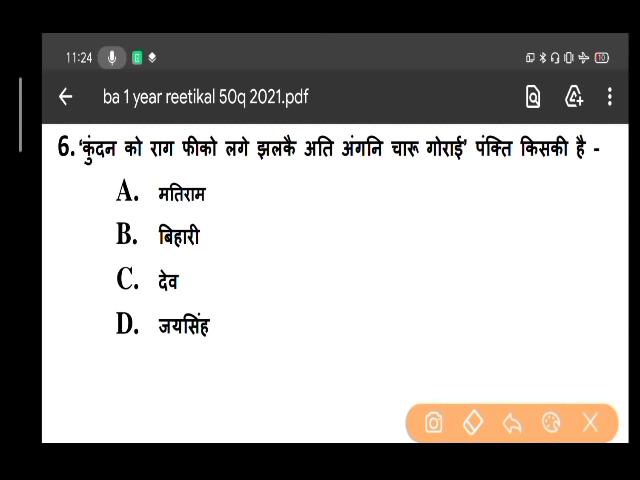 11:24
ba 1 year reetikal 50q 2021.pdf
6. ‘कुंदन को राग फीको लगे झलकै अति अंगनि चारू गोराई’ पंक्ति किसकी है -
A. मतिराम
B. बिहारी
C. देव
D. जयसिंह